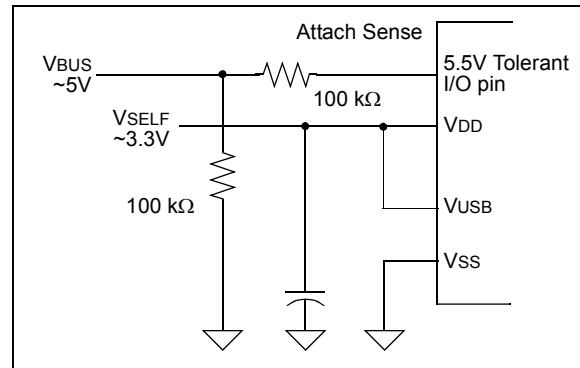 Attach Sense
VBUS
~5V
5.5V Tolerant
I/O pin
100 kΩ
VSELF
~3.3V
VDD
100 kΩ
VUSB
VSS